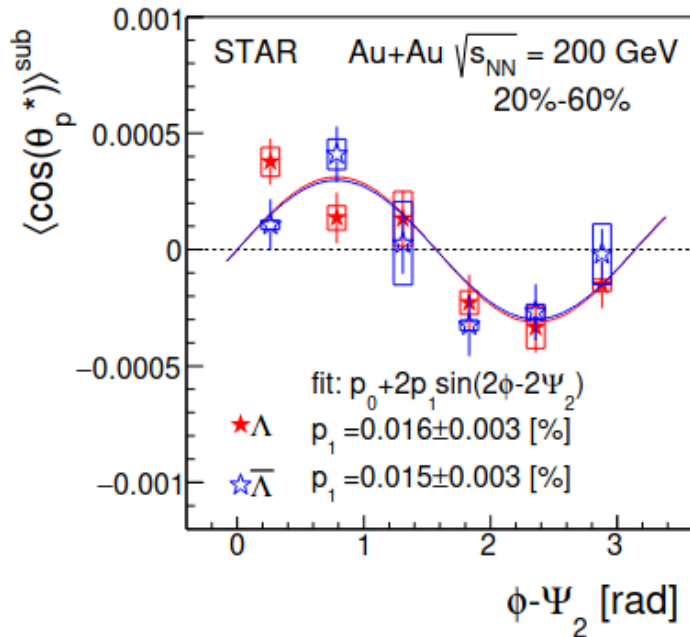 ⟨cos(θp*)⟩sub
0.001
0.0005
0
−0.0005
−0.001
STAR Au+Au √sNN = 200 GeV
20%-60%
fit: p0+2p1sin(2ϕ-2Ψ2)
Λ p1 =0.016±0.003 [%]
Λ̅ p1 =0.015±0.003 [%]
0 1 2 3
ϕ-Ψ2 [rad]